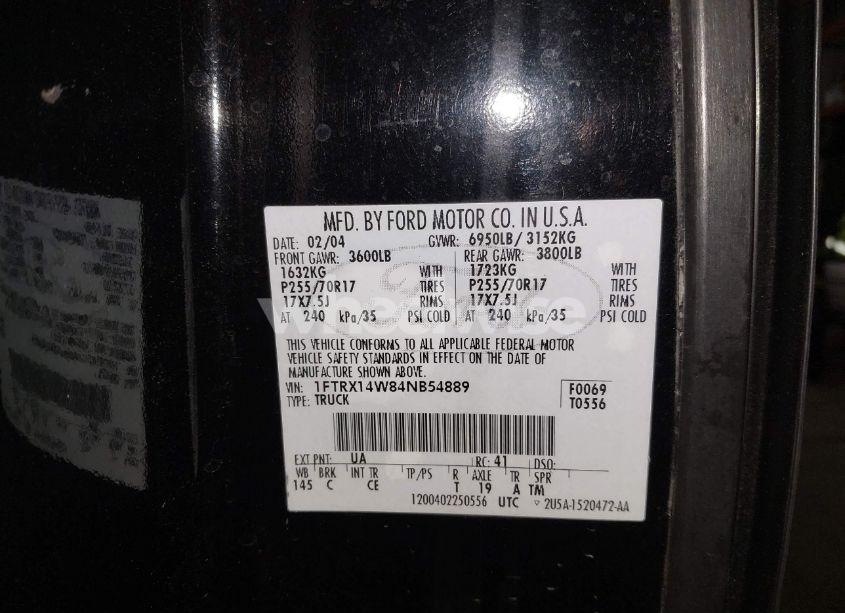 MFD. BY FORD MOTOR CO. IN U.S.A.
DATE: 02/04 GVWR: 6950LB/ 3152KG
FRONT GAWR: 3600LB REAR GAWR: 3800LB
1632KG WITH 1723KG WITH
P255/70R17 TIRES P255/70R17 TIRES
17X7.5J RIMS 17X7.5J RIMS
AT 240 kPa/35 PSI COLD AT 240 kPa/35 PSI COLD
wheelwise
THIS VEHICLE CONFORMS TO ALL APPLICABLE FEDERAL MOTOR
VEHICLE SAFETY STANDARDS IN EFFECT ON THE DATE OF
MANUFACTURE SHOWN ABOVE.
VIN: 1FTRX14W84NB54889 F0069
TYPE: TRUCK T0556
EXT PNT: UA RC: 41 DSO:
WB BRK INT TR TP/PS R AXLE TR SPR
145 C CE T 19 A TM
1200402250556 UTC ▽ 2U5A-1520472-AA